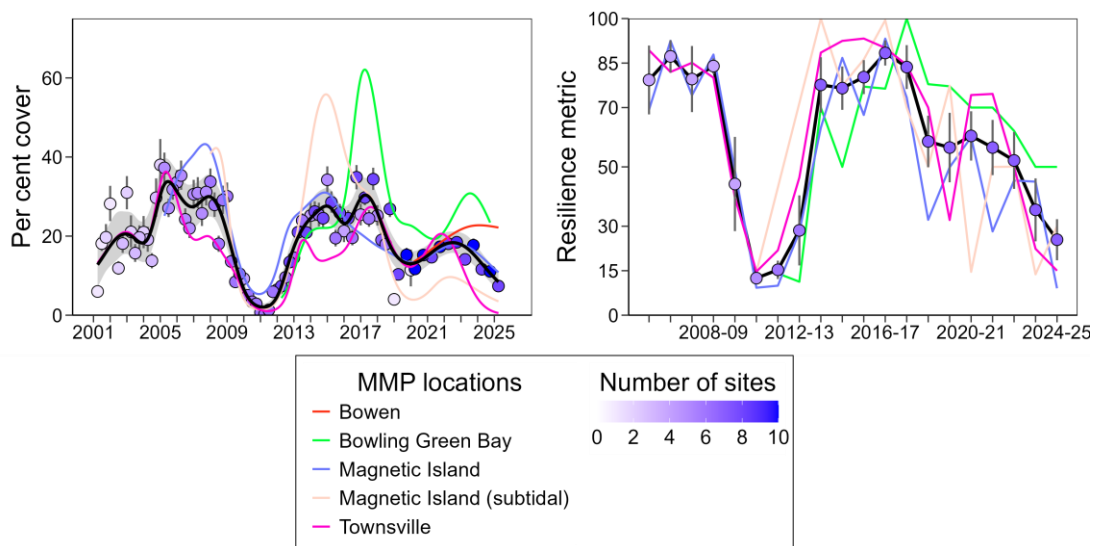 Per cent cover
60
40
20
0
2001 2005 2009 2013 2017 2021 2025
Resilience metric
100
85
70
50
30
15
0
2008-09 2012-13 2016-17 2020-21 2024-25
MMP locations
Bowen
Bowling Green Bay
Magnetic Island
Magnetic Island (subtidal)
Townsville
Number of sites
0 2 4 6 8 10